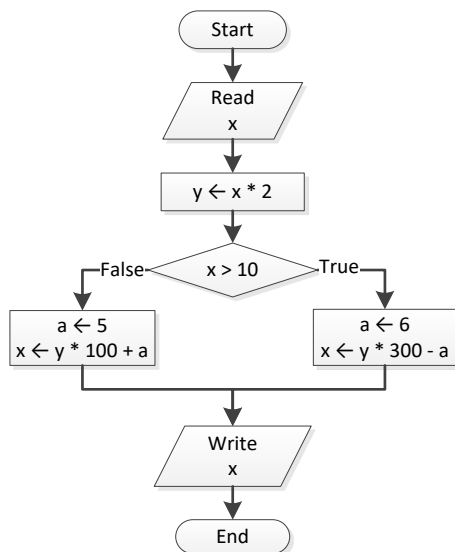 Start
Read
x
y ← x * 2
x > 10
False
True
a ← 5
x ← y * 100 + a
a ← 6
x ← y * 300 - a
Write
x
End